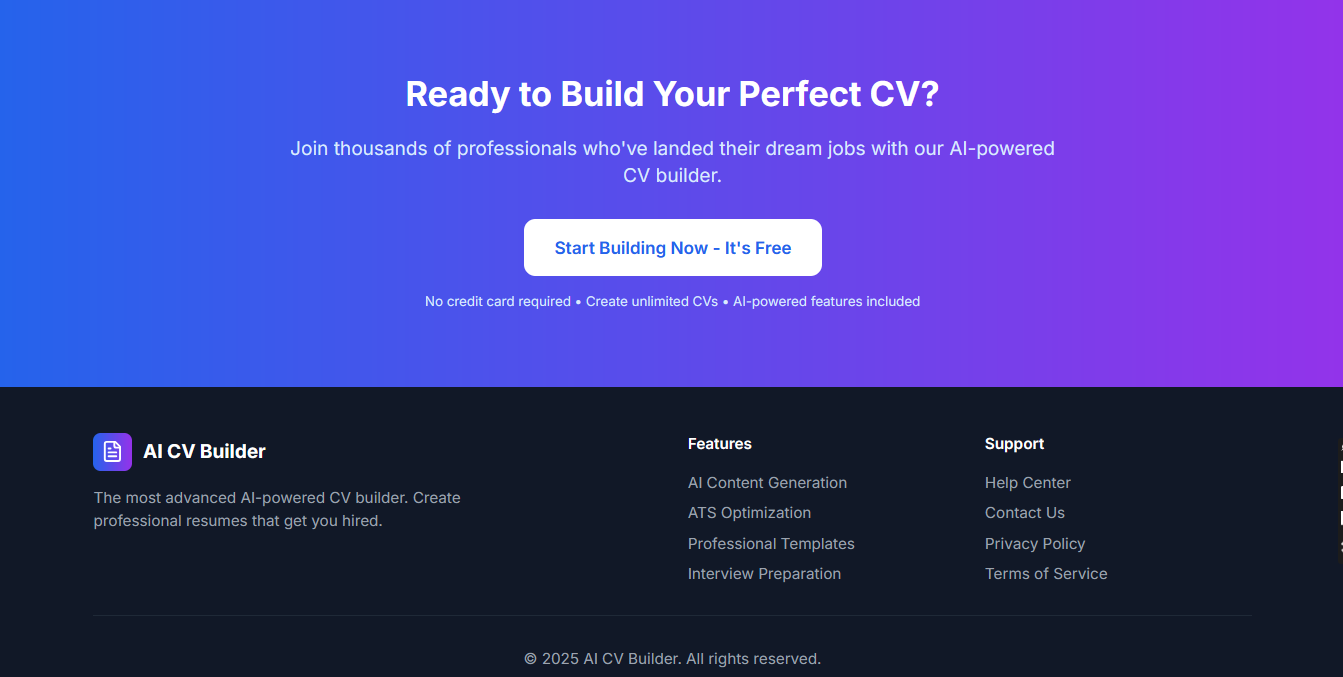 Ready to Build Your Perfect CV?
Join thousands of professionals who've landed their dream jobs with our AI-powered
CV builder.
Start Building Now - It's Free
No credit card required • Create unlimited CVs • AI-powered features included
AI CV Builder
The most advanced AI-powered CV builder. Create
professional resumes that get you hired.
Features
AI Content Generation
ATS Optimization
Professional Templates
Interview Preparation
Support
Help Center
Contact Us
Privacy Policy
Terms of Service
© 2025 AI CV Builder. All rights reserved.